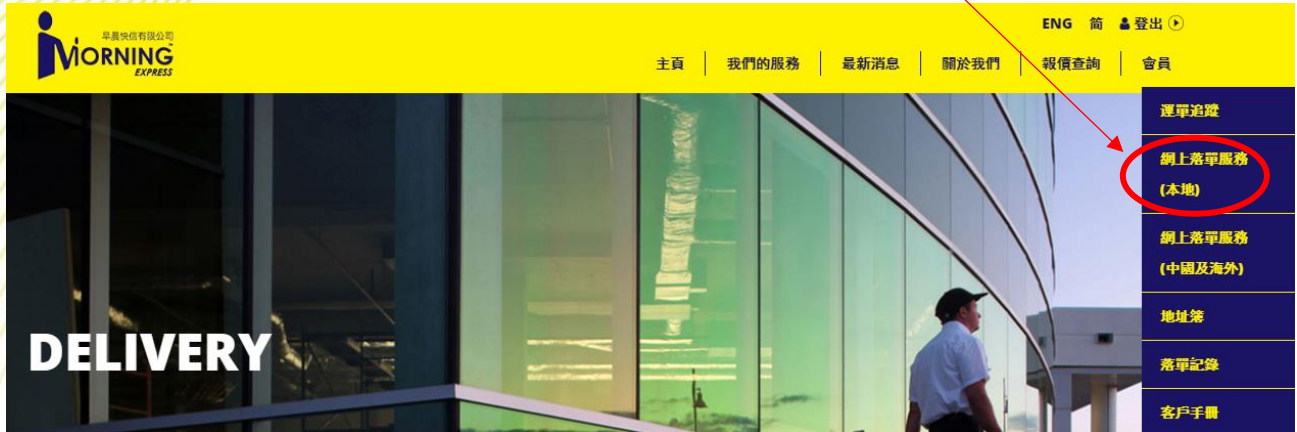 ENG 简 登出
早晨快信有限公司
MORNING
EXPRESS
主頁 我們的服務 最新消息 關於我們 報價查詢 會員
運單追蹤
網上落單服務
(本地)
網上落單服務
(中國及海外)
地址簿
落單記錄
客戶手冊
DELIVERY